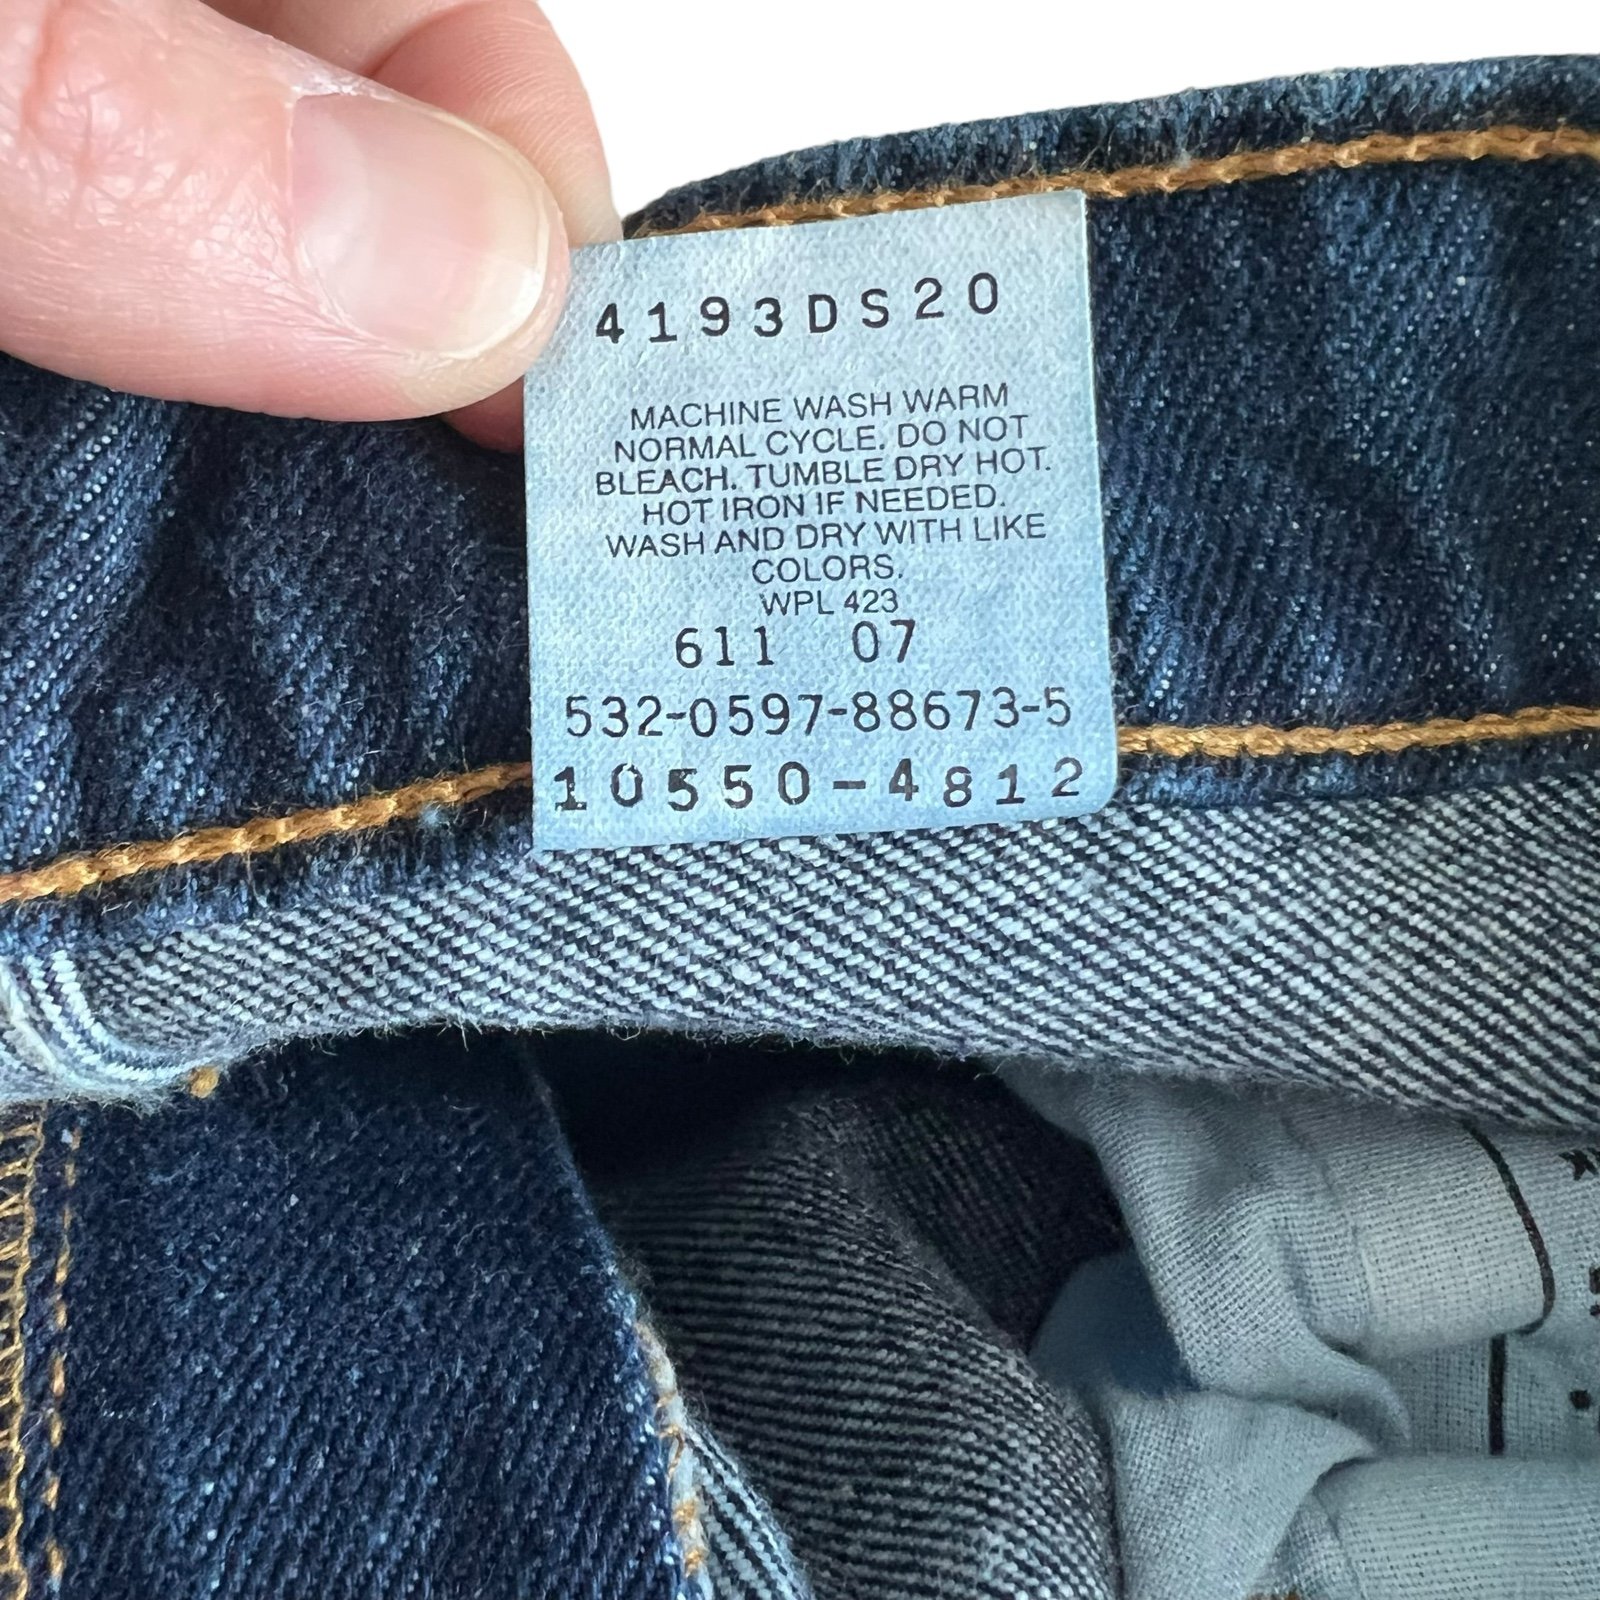 4193DS20
MACHINE WASH WARM
NORMAL CYCLE. DO NOT
BLEACH. TUMBLE DRY HOT.
HOT IRON IF NEEDED.
WASH AND DRY WITH LIKE
COLORS.
WPL 423
611 07
532-0597-88673-5
10550-4812